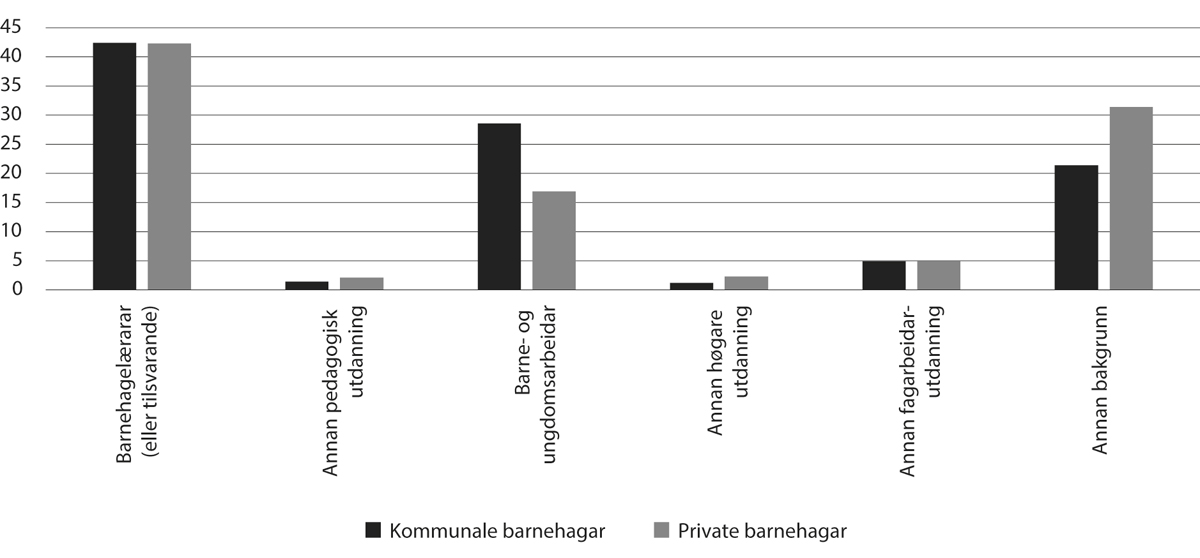 45
40
35
30
25
20
15
10
5
0
Barnehagelærarar
(eller tilsvarande)
Annan pedagogisk
utdanning
Barne- og
ungdomsarbeidar
Annan høgare
utdanning
Annan fagarbeidar-
utdanning
Annan bakgrunn
Kommunale barnehagar
Private barnehagar